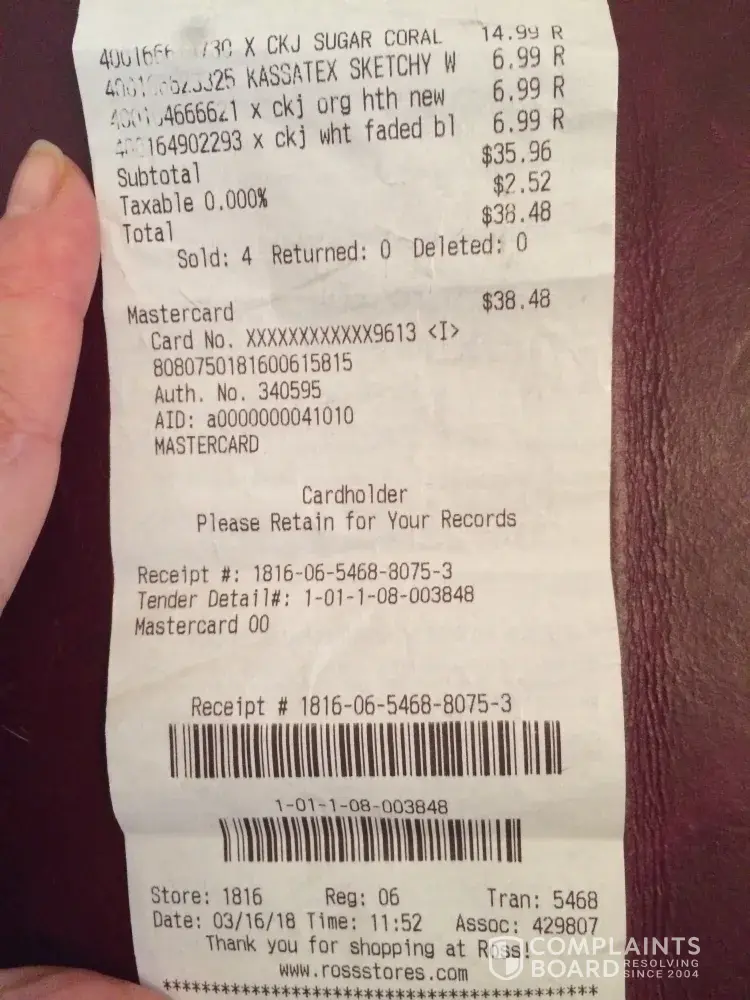 X CKJ SUGAR CORAL 14.99 R
KASSATEX SKETCHY W 6.99 R
x ckj org hth new 6.99 R
x ckj wht faded bl 6.99 R
Subtotal $35.96
Taxable 0.000% $2.52
Total $38.48
Sold: 4 Returned: 0 Deleted: 0
Mastercard $38.48
Card No. XXXXXXXXXXXX9613 <I>
8080750181600615815
Auth. No. 340595
AID: a0000000041010
MASTERCARD
Cardholder
Please Retain for Your Records
Receipt #: 1816-06-5468-8075-3
Tender Detail#: 1-01-1-08-003848
Mastercard 00
Receipt # 1816-06-5468-8075-3
1-01-1-08-003848
Store: 1816 Reg: 06 Tran: 5468
Date: 03/16/18 Time: 11:52 Assoc: 429807
Thank you for shopping at Ross!
www.rossstores.com
****************************************
COMPLAINTS
BOARD RESOLVING SINCE 2004